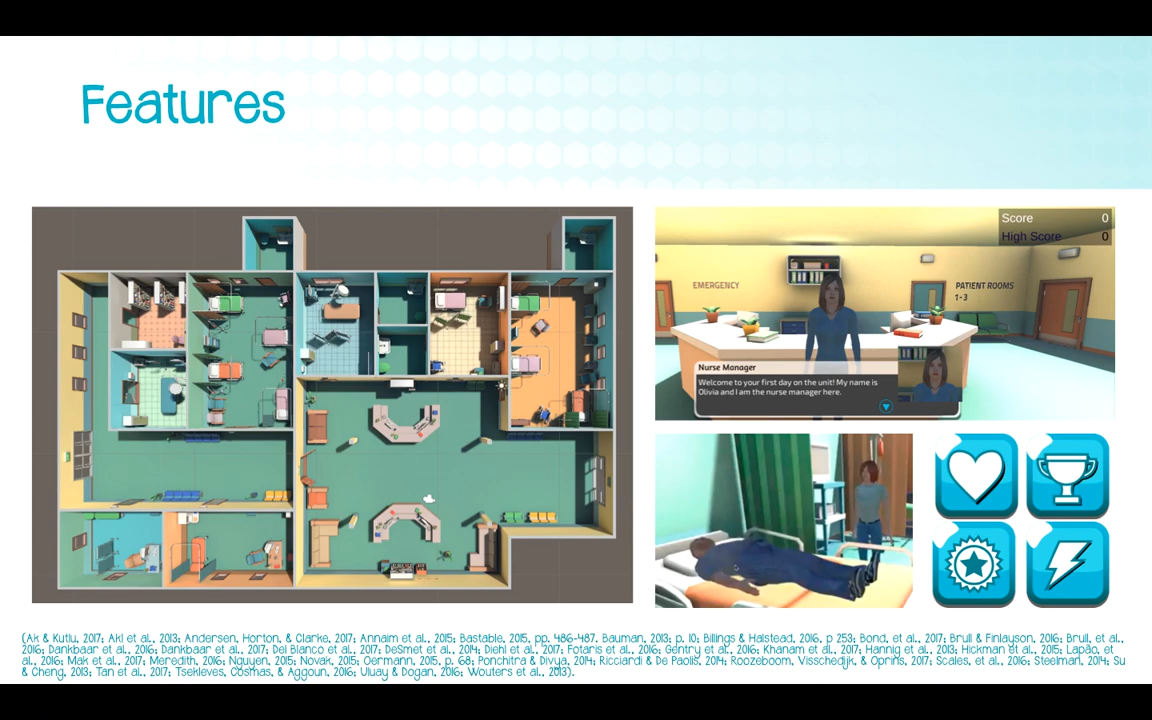 Features
Score 0
High Score 0
EMERGENCY
PATIENT ROOMS
1-3
Nurse Manager
Welcome to your first day on the unit! My name is
Olivia and I am the nurse manager here.
(Ak & Kutlu, 2017; Akl et al., 2013; Andersen, Horton, & Clarke, 2017; Annaim et al., 2015; Bastable, 2015, pp. 486-487. Bauman, 2013; p. 10; Billings & Halstead, 2016, p 253; Bond, et al., 2017; Brull & Finlayson, 2016; Brull, et al.,
2016; Dankbaar et al., 2016; Dankbaar et al., 2017; Del Blanco et al., 2017; DeSmet et al., 2014; Diehl et al., 2017; Fotaris et al., 2016; Gentry et al., 2016; Khanam et al., 2017; Hannig et al., 2013; Hickman et al., 2015; Lapão, et
al., 2016; Mak et al., 2017; Meredith, 2016; Nguyen, 2015; Novak, 2015; Oermann, 2015, p. 68; Ponchitra & Divya, 2014; Ricciardi & De Paolis, 2014; Roozeboom, Visschedijk, & Oprins, 2017; Scales, et al., 2016; Steelman, 2014; Su
& Cheng, 2013; Tan et al., 2017; Tsekleves, Cosmas, & Aggoun, 2016; Uluay & Dogan, 2016; Wouters et al., 2013).